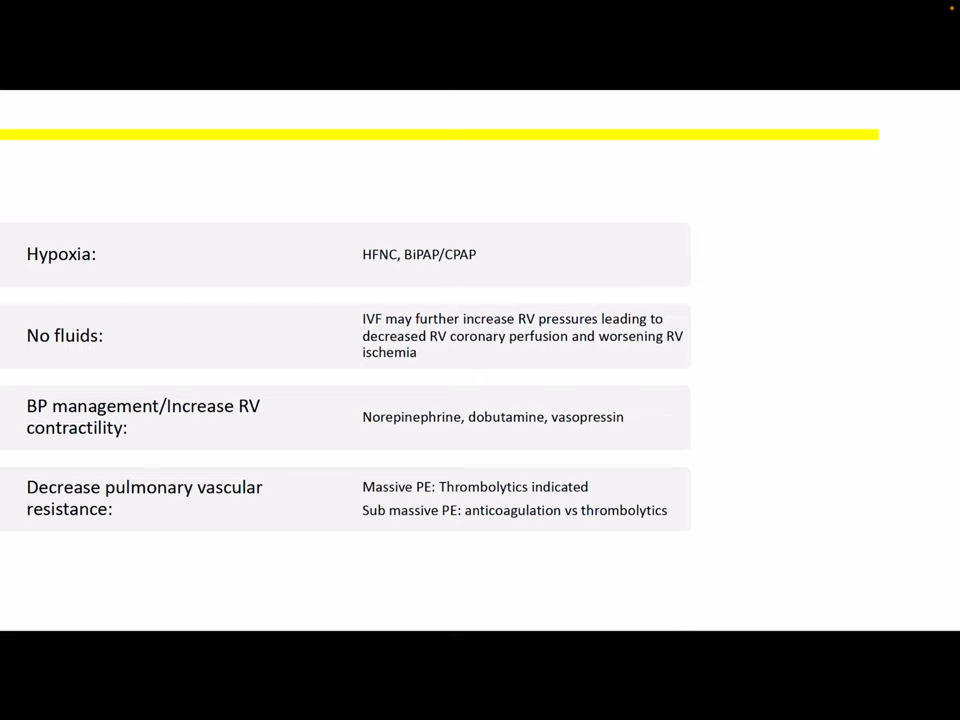 Hypoxia:
HFNC, BiPAP/CPAP
No fluids:
IVF may further increase RV pressures leading to
decreased RV coronary perfusion and worsening RV
ischemia
BP management/Increase RV
contractility:
Norepinephrine, dobutamine, vasopressin
Decrease pulmonary vascular
resistance:
Massive PE: Thrombolytics indicated
Sub massive PE: anticoagulation vs thrombolytics